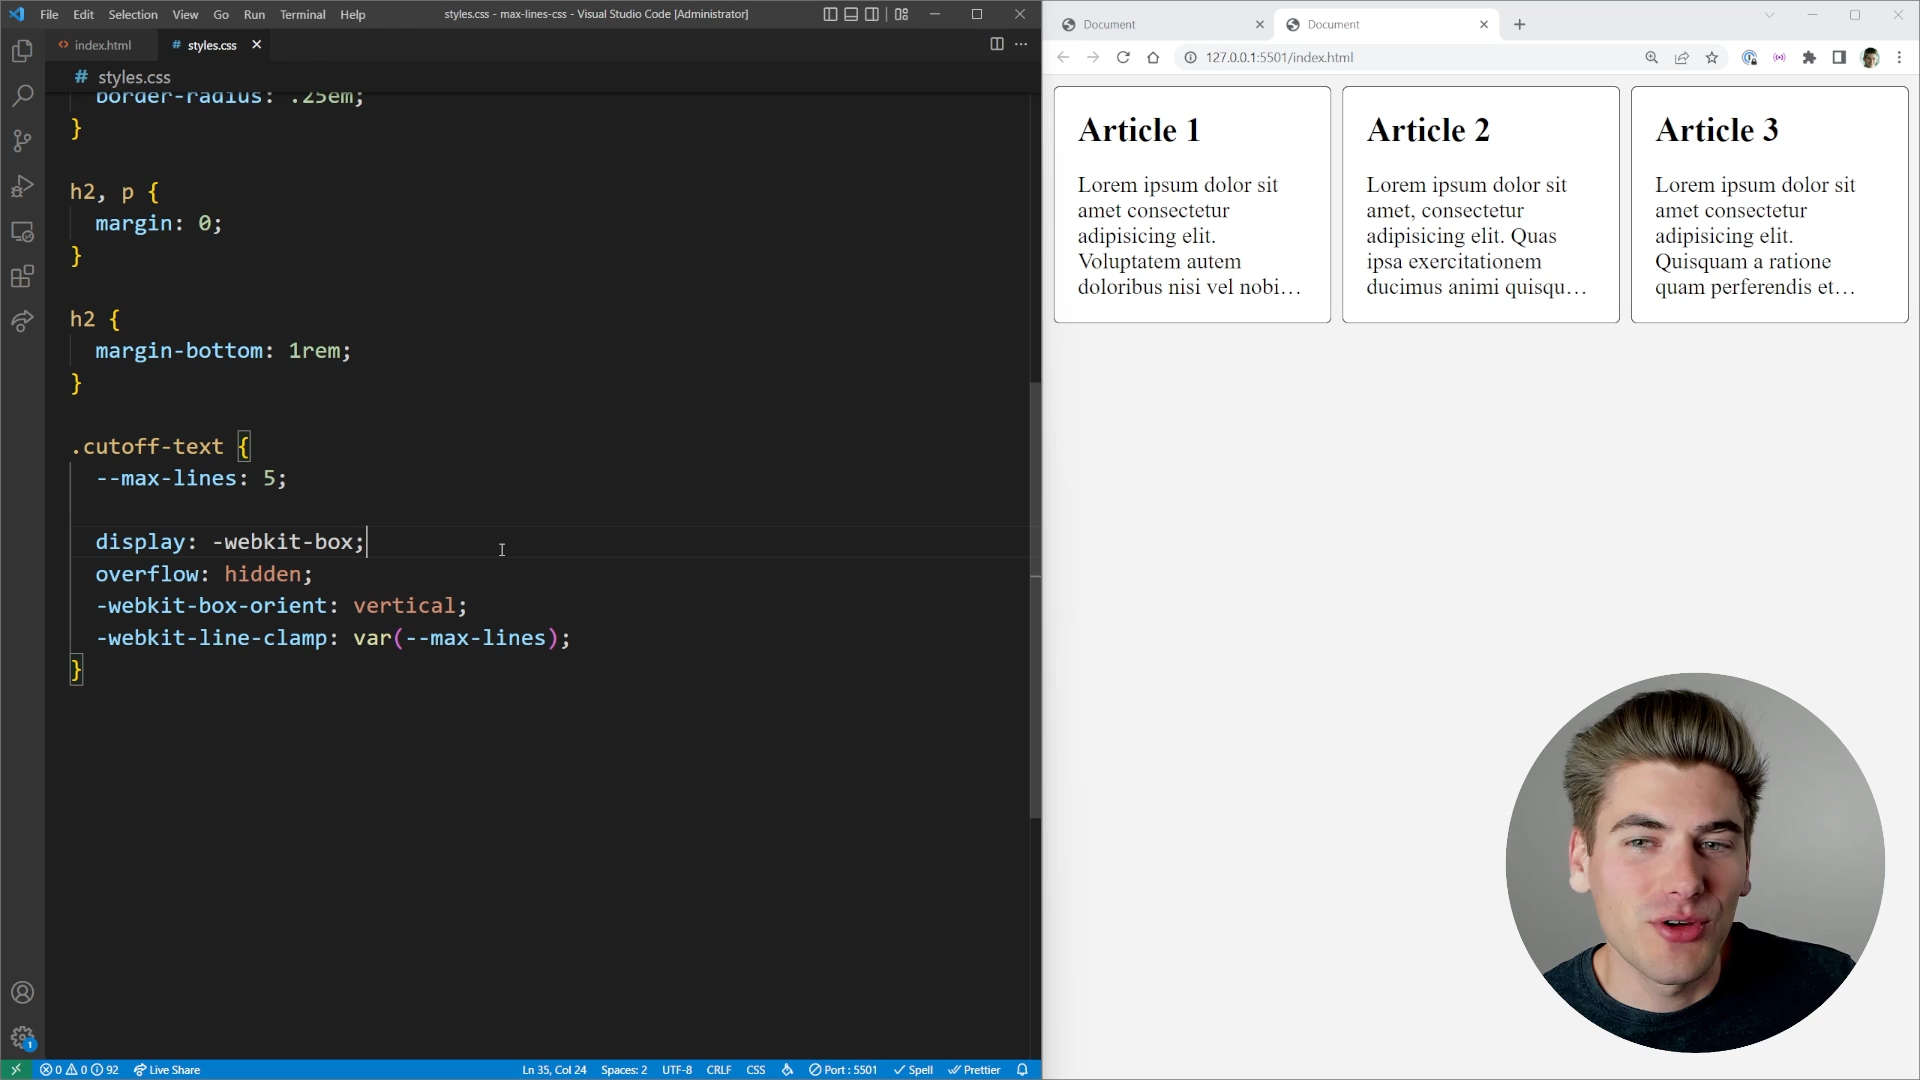 File Edit Selection View Go Run Terminal Help
styles.css - max-lines-css - Visual Studio Code [Administrator]
index.html
# styles.css
# styles.css
border-radius: .25em;
}
h2, p {
margin: 0;
}
h2 {
margin-bottom: 1rem;
}
.cutoff-text {
--max-lines: 5;
display: -webkit-box;
overflow: hidden;
-webkit-box-orient: vertical;
-webkit-line-clamp: var(--max-lines);
}
1
0 0 92 Live Share
Ln 35, Col 24 Spaces: 2 UTF-8 CRLF CSS Port : 5501 Spell Prettier
Document
Document
127.0.0.1:5501/index.html
Article 1
Lorem ipsum dolor sit
amet consectetur
adipisicing elit.
Voluptatem autem
doloribus nisi vel nobi…
Article 2
Lorem ipsum dolor sit
amet, consectetur
adipisicing elit. Quas
ipsa exercitationem
ducimus animi quisqu…
Article 3
Lorem ipsum dolor sit
amet consectetur
adipisicing elit.
Quisquam a ratione
quam perferendis et…